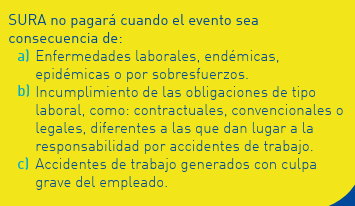 SURA no pagará cuando el evento sea
consecuencia de:
a) Enfermedades laborales, endémicas,
epidémicas o por sobresfuerzos.
b) Incumplimiento de las obligaciones de tipo
laboral, como: contractuales, convencionales o
legales, diferentes a las que dan lugar a la
responsabilidad por accidentes de trabajo.
c) Accidentes de trabajo generados con culpa
grave del empleado.